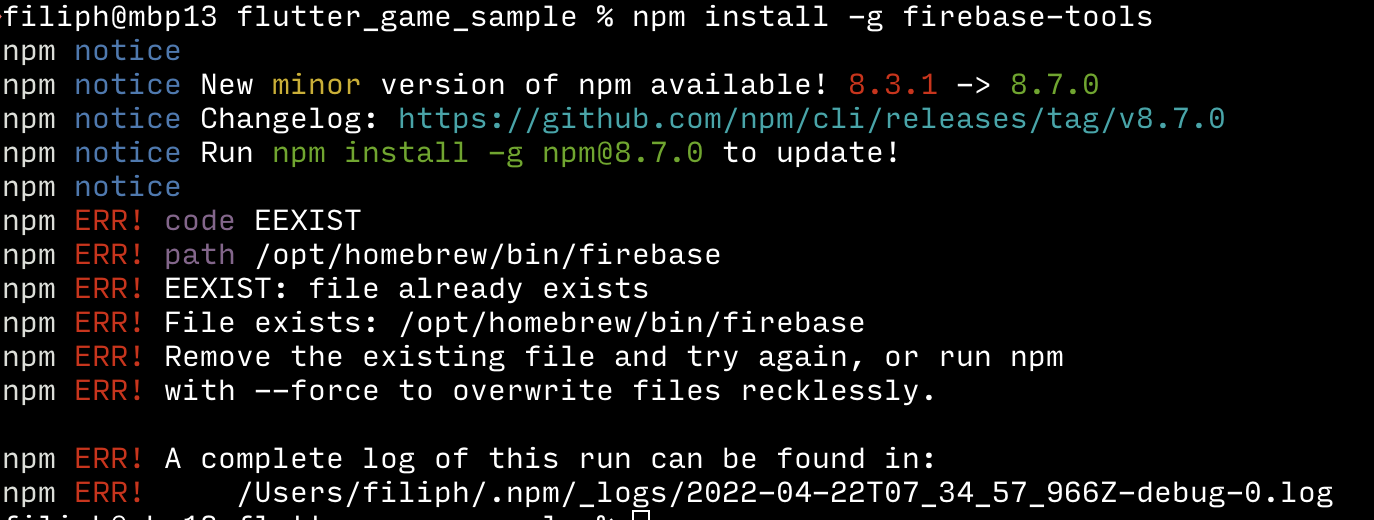 filiph@mbp13 flutter_game_sample % npm install -g firebase-tools
npm notice
npm notice New minor version of npm available! 8.3.1 -> 8.7.0
npm notice Changelog: https://github.com/npm/cli/releases/tag/v8.7.0
npm notice Run npm install -g npm@8.7.0 to update!
npm notice
npm ERR! code EEXIST
npm ERR! path /opt/homebrew/bin/firebase
npm ERR! EEXIST: file already exists
npm ERR! File exists: /opt/homebrew/bin/firebase
npm ERR! Remove the existing file and try again, or run npm
npm ERR! with --force to overwrite files recklessly.
npm ERR! A complete log of this run can be found in:
npm ERR!     /Users/filiph/.npm/_logs/2022-04-22T07_34_57_966Z-debug-0.log
filiph@mbp13 flutter_game_sample %